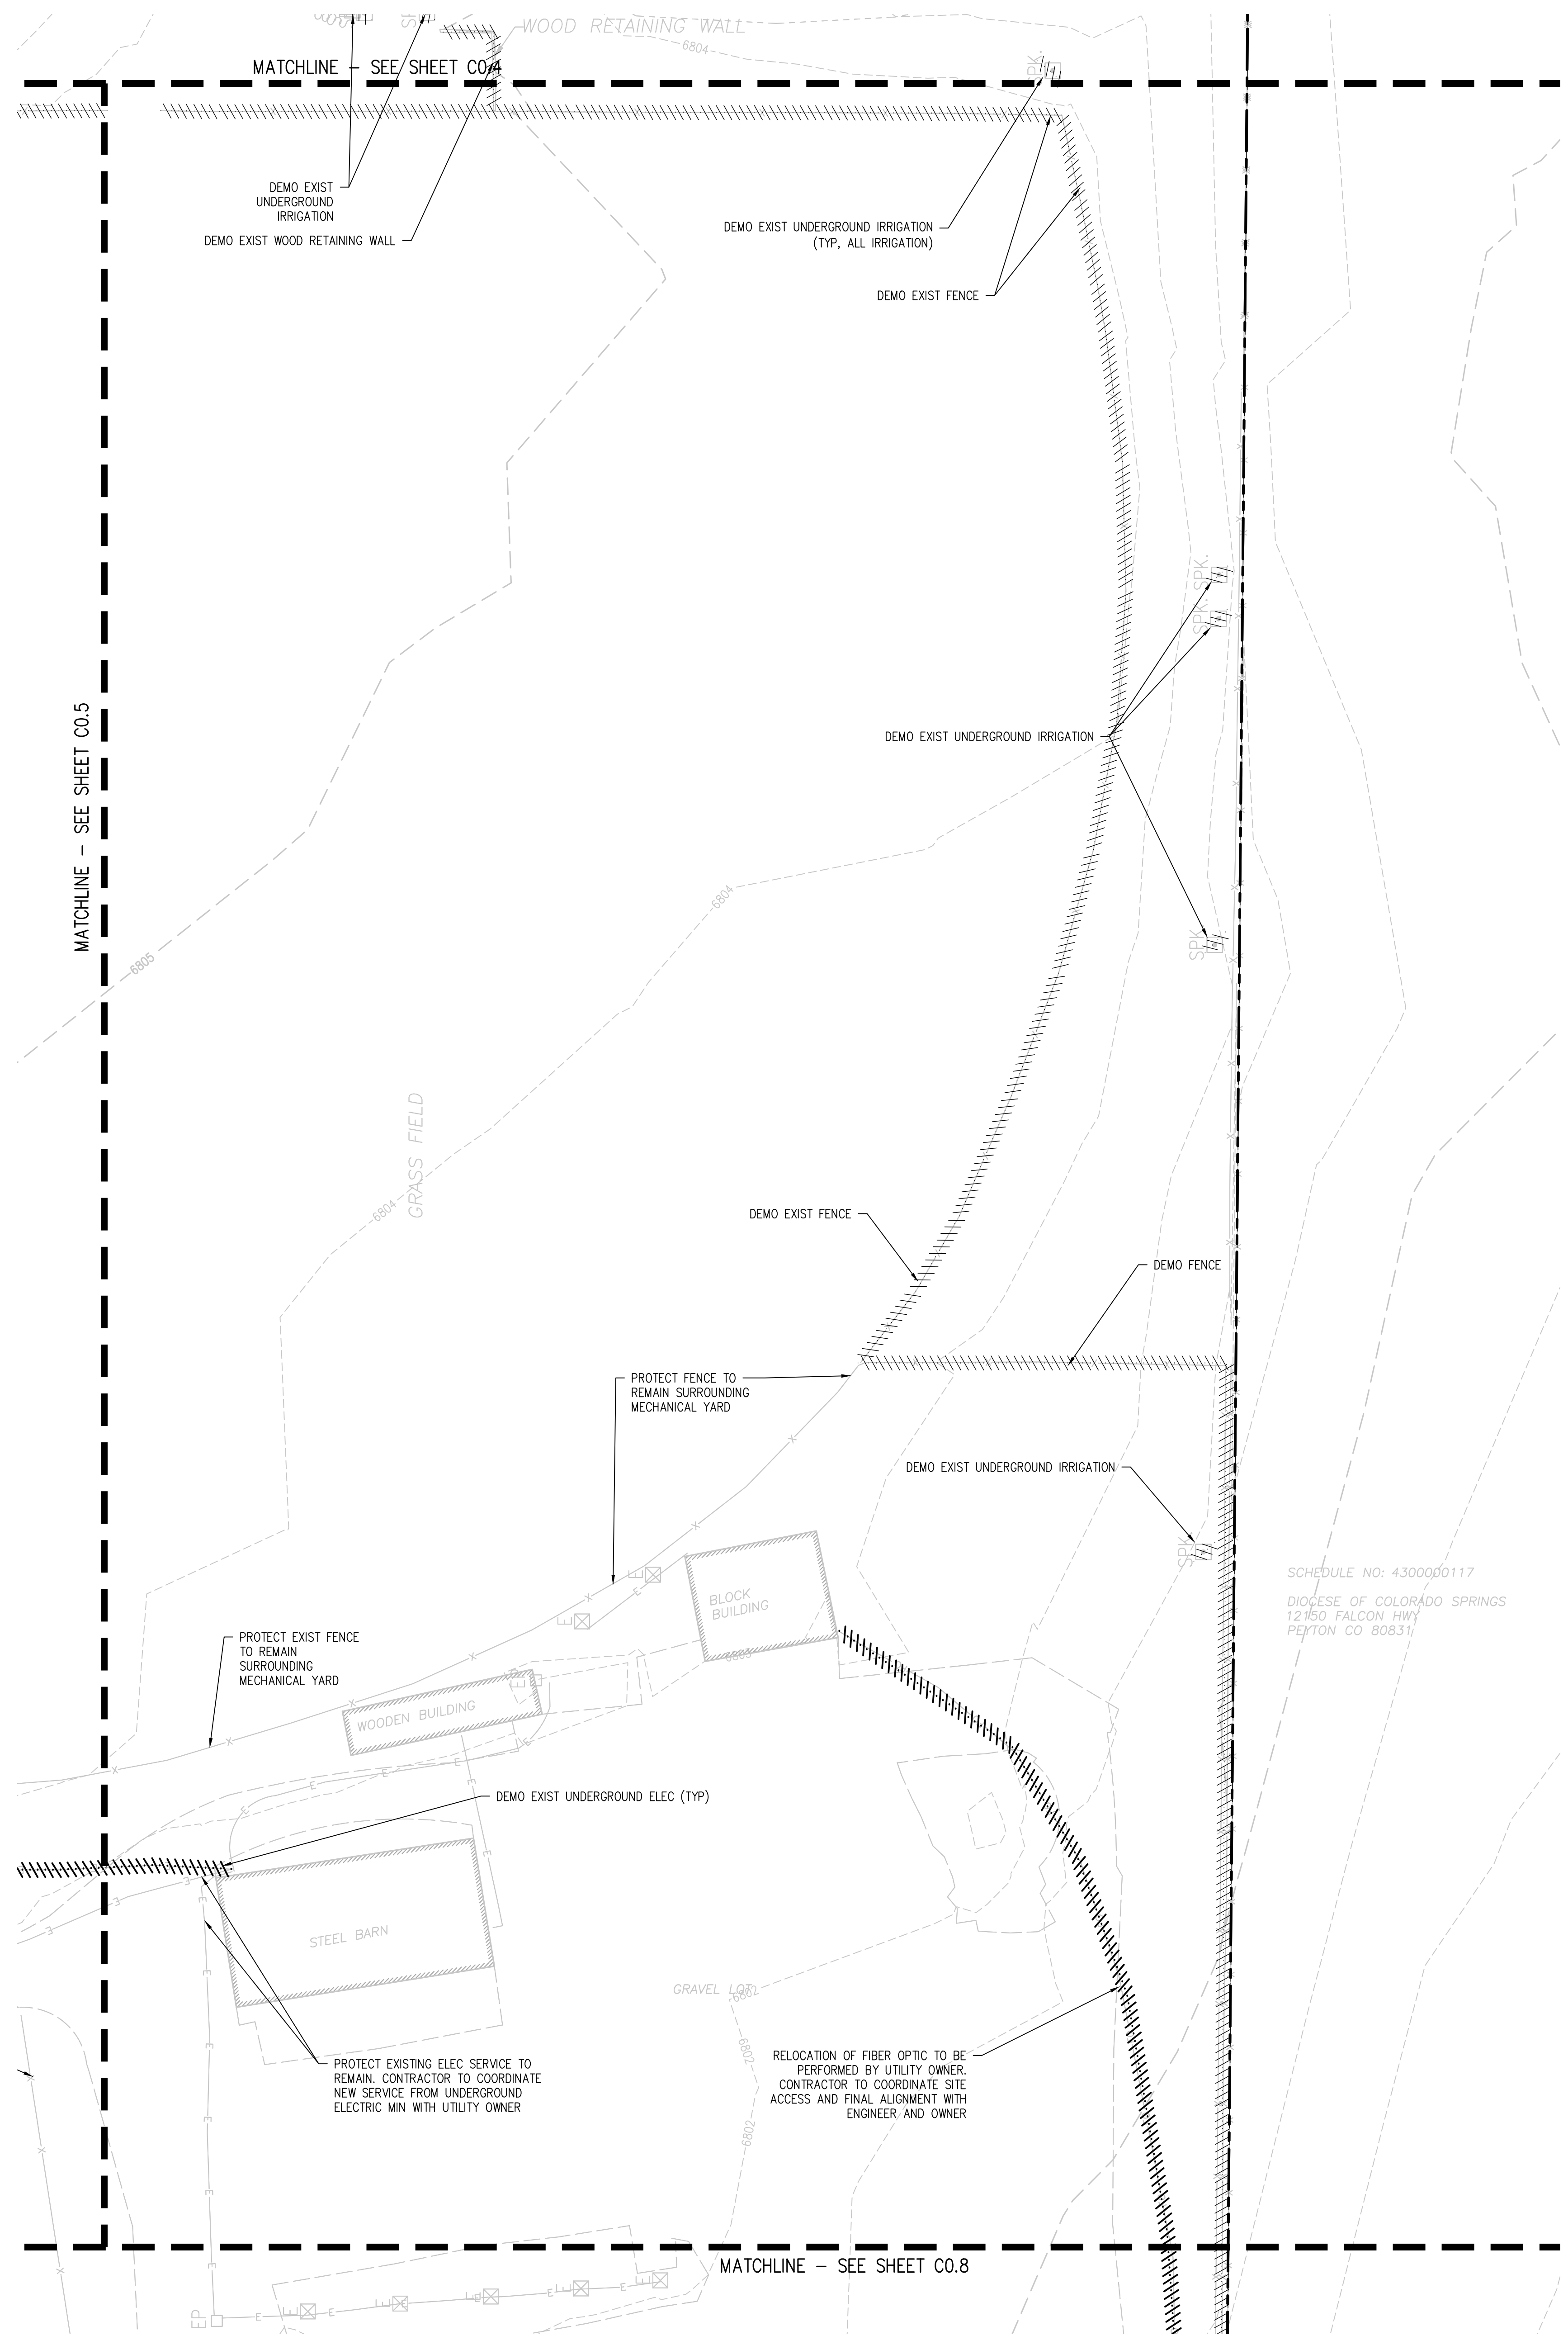 WOOD RETAINING WALL
6804
SPK.
MATCHLINE - SEE SHEET C0.4
DEMO EXIST
UNDERGROUND
IRRIGATION
DEMO EXIST WOOD RETAINING WALL
DEMO EXIST UNDERGROUND IRRIGATION
(TYP, ALL IRRIGATION)
DEMO EXIST FENCE
SPK.
SPK.
MATCHLINE - SEE SHEET C0.5
DEMO EXIST UNDERGROUND IRRIGATION
6804
SPK.
6805
GRASS FIELD
6804
DEMO EXIST FENCE
DEMO FENCE
PROTECT FENCE TO
REMAIN SURROUNDING
MECHANICAL YARD
DEMO EXIST UNDERGROUND IRRIGATION
SPK.
SCHEDULE NO: 4300000117
DIOCESE OF COLORADO SPRINGS
12150 FALCON HWY
PEYTON CO 80831
BLOCK
BUILDING
6803
PROTECT EXIST FENCE
TO REMAIN
SURROUNDING
MECHANICAL YARD
WOODEN BUILDING
DEMO EXIST UNDERGROUND ELEC (TYP)
STEEL BARN
GRAVEL LOT
6802
6802
PROTECT EXISTING ELEC SERVICE TO
REMAIN. CONTRACTOR TO COORDINATE
NEW SERVICE FROM UNDERGROUND
ELECTRIC MIN WITH UTILITY OWNER
RELOCATION OF FIBER OPTIC TO BE
PERFORMED BY UTILITY OWNER.
CONTRACTOR TO COORDINATE SITE
ACCESS AND FINAL ALIGNMENT WITH
ENGINEER AND OWNER
6802
MATCHLINE - SEE SHEET C0.8
EP